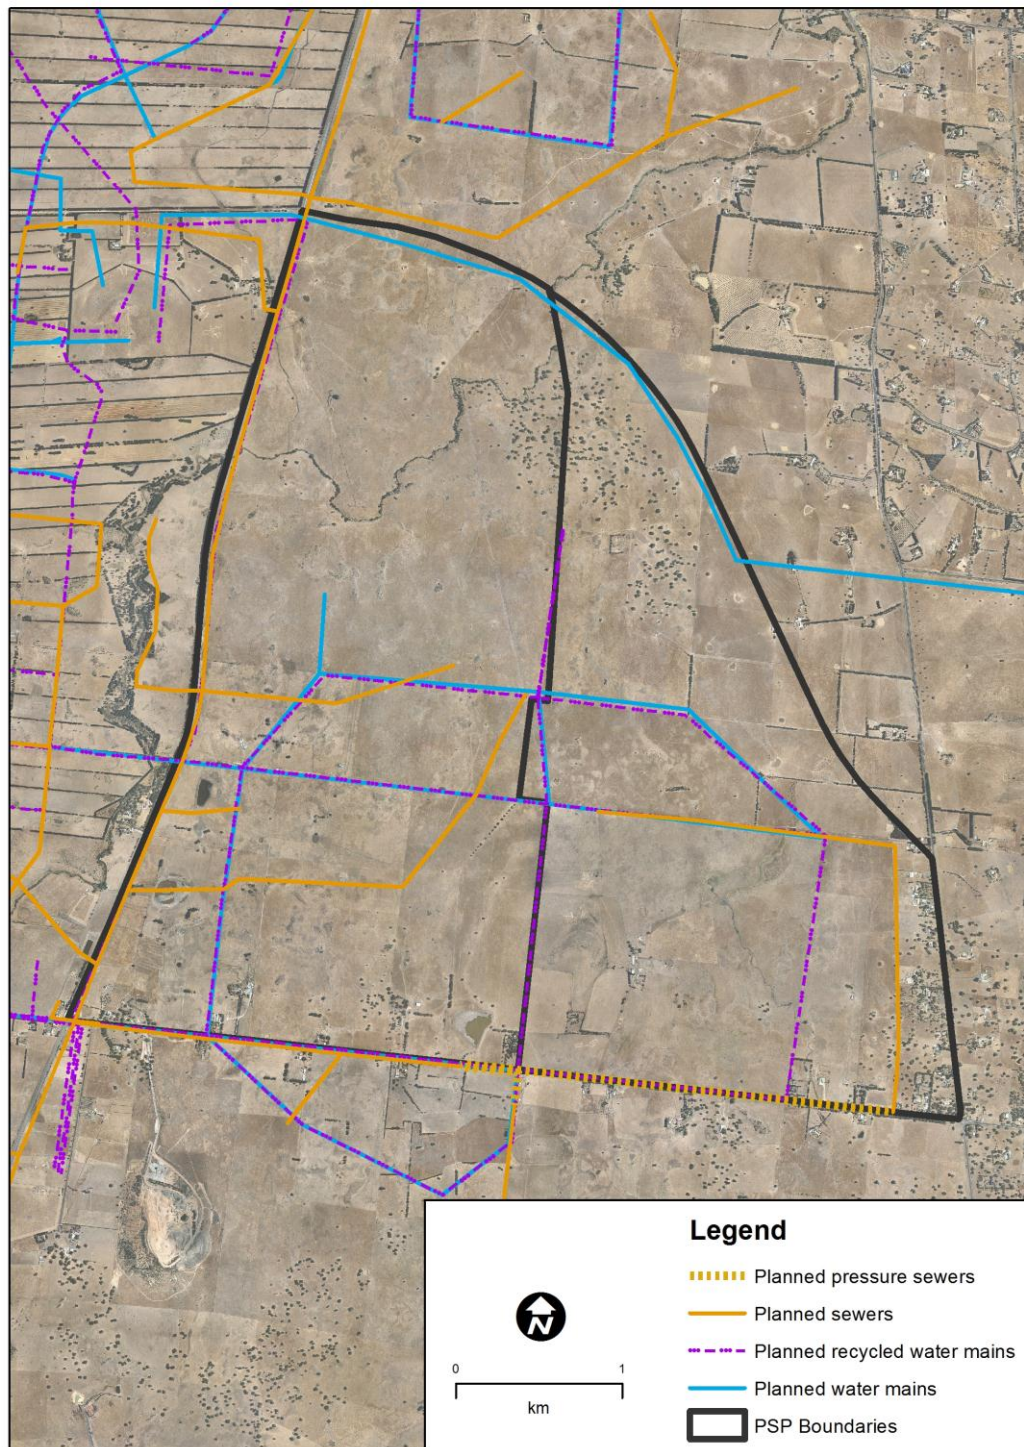 Legend
Planned pressure sewers
Planned sewers
Planned recycled water mains
Planned water mains
PSP Boundaries
N
0 1
km